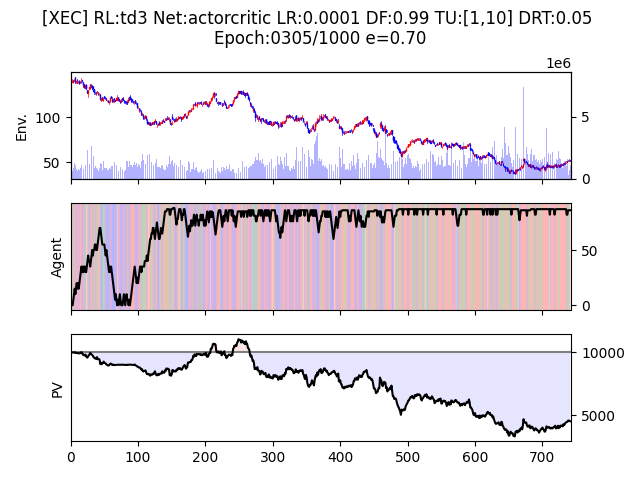 [XEC] RL:td3 Net:actorcritic LR:0.0001 DF:0.99 TU:[1,10] DRT:0.05
Epoch:0305/1000 e=0.70
1e6
Env.
100
50
5
0
Agent
50
0
PV
10000
5000
0 100 200 300 400 500 600 700